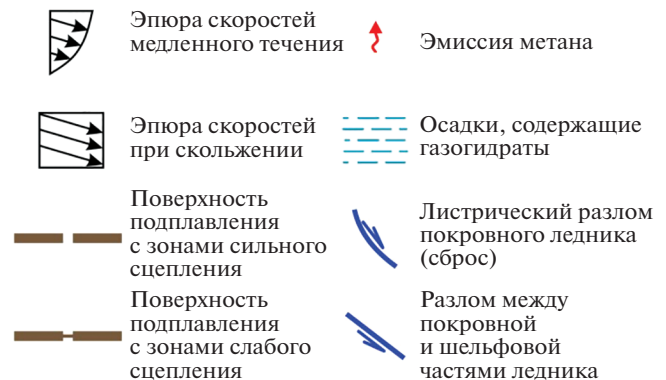 Эпюра скоростей
медленного течения
Эмиссия метана
Эпюра скоростей
при скольжении
Осадки, содержащие
газогидраты
Поверхность
подплавления
с зонами сильного
сцепления
Листрический разлом
покровного ледника
(сброс)
Поверхность
подплавления
с зонами слабого
сцепления
Разлом между
покровной
и шельфовой
частями ледника